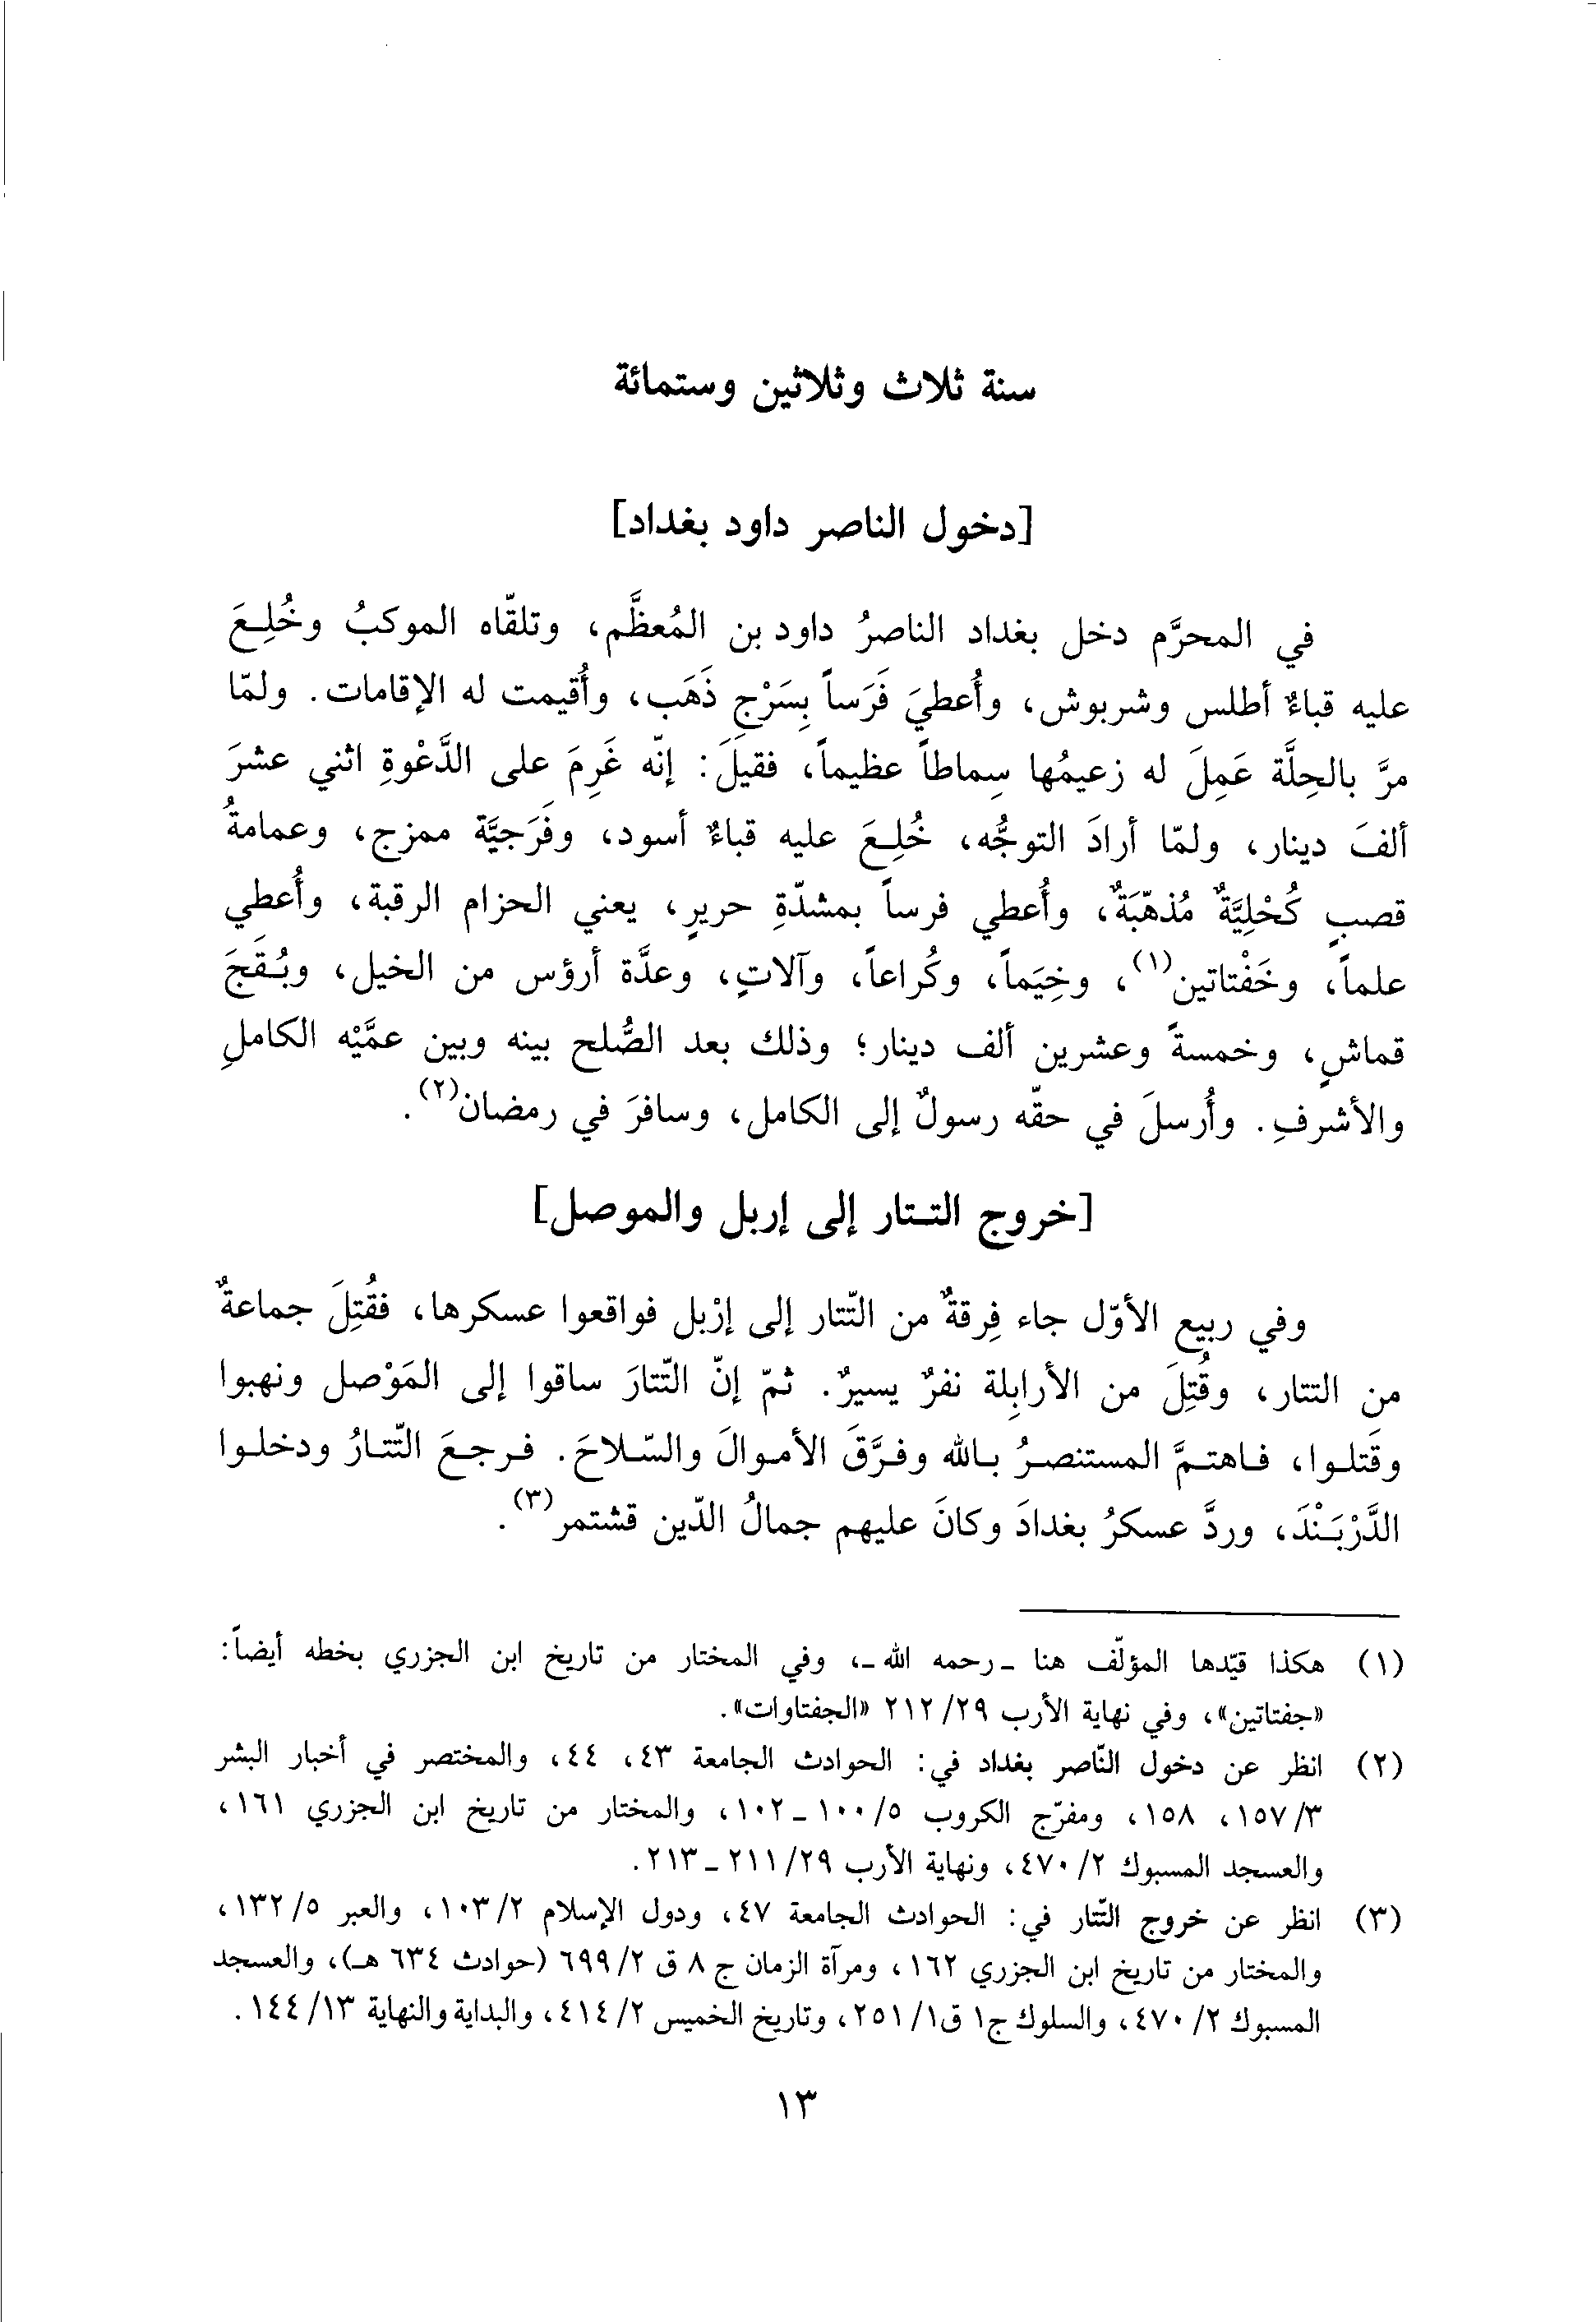 سنة ثلاث وثلاثين وستمائة
[دخول الناصر داود بغداد]
في المحرَّم دخل بغداد الناصرُ داود بن المُعظَّم، وتلقّاه الموكبُ وخُلِـعَ
عليه قباءٌ أطلس وشربوش، وأُعطيَ فَرَساً بِسَرْجِ ذَهَب، وأُقيمت له الإقامات. ولمّا
مرَّ بالحِلَّة عَمِلَ له زعيمُها سِماطاً عظيماً، فقيلَ: إنّه غَرِمَ على الدَّعْوةِ اثني عشرَ
ألفَ دينار، ولمّا أرادَ التوجُّه، خُلِـعَ عليه قباءٌ أسود، وفَرَجيَّة ممزج، وعمامةُ
قصبٍ كُحْلِيَّةٌ مُذهّبَةٌ، وأُعطي فرساً بمشدّةِ حريرٍ، يعني الحزام الرقبة، وأُعطي
علماً، وخَفْتاتين(١)، وخِيَماً، وكُراعاً، وآلاتٍ، وعدَّة أرؤس من الخيل، وبُـقَجَ
قماشٍ، وخمسةً وعشرين ألف دينار؛ وذلك بعد الصُّلح بينه وبين عمَّيْه الكاملِ
والأشرفِ. وأُرسلَ في حقّه رسولٌ إلى الكامل، وسافرَ في رمضان(٢).
[خروج التـتار إلى إربل والموصل]
وفي ربيع الأوّل جاء فِرقةٌ من التّتار إلى إرْبل فواقعوا عسكرها، فقُتِلَ جماعةٌ
من التتار، وقُتِلَ من الأرابِلة نفرٌ يسيرٌ. ثمّ إنّ التّتارَ ساقوا إلى المَوْصل ونهبوا
وقَتلـوا، فـاهتـمَّ المستنصـرُ بـالله وفـرَّقَ الأمـوالَ والسّـلاحَ. فـرجـعَ التّتـارُ ودخلـوا
الدَّرْبَـنْدَ، وردَّ عسكرُ بغدادَ وكانَ عليهم جمالُ الدّين قشتمر(٣).
(١) هكذا قيّدها المؤلّف هنا ـ رحمه الله ـ، وفي المختار من تاريخ ابن الجزري بخطه أيضاً:
«جفتاتين»، وفي نهاية الأرب ٢٩/ ٢١٢ «الجفتاوات».
(٢) انظر عن دخول النّاصر بغداد في: الحوادث الجامعة ٤٣، ٤٤، والمختصر في أخبار البشر
٣/ ١٥٧، ١٥٨، ومفرّج الكروب ٥/ ١٠٠ ـ ١٠٢، والمختار من تاريخ ابن الجزري ١٦١،
والعسجد المسبوك ٢/ ٤٧٠، ونهاية الأرب ٢٩/ ٢١١ ـ ٢١٣.
(٣) انظر عن خروج التّتار في: الحوادث الجامعة ٤٧، ودول الإسلام ٢/ ١٠٣، والعبر ٥/ ١٣٢،
والمختار من تاريخ ابن الجزري ١٦٢، ومرآة الزمان ج ٨ ق ٢/ ٦٩٩ (حوادث ٦٣٤ هـ)، والعسجد
المسبوك ٢/ ٤٧٠، والسلوك ج١ ق١/ ٢٥١، وتاريخ الخميس ٢/ ٤١٤، والبداية والنهاية ١٣/ ١٤٤.
١٣